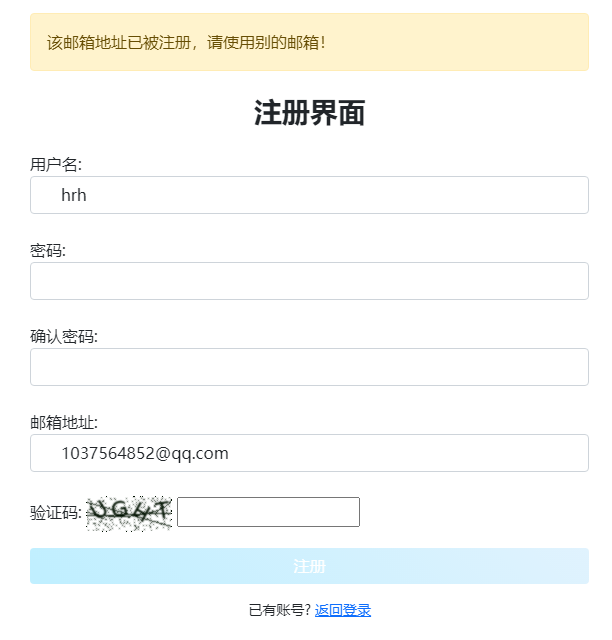 该邮箱地址已被注册，请使用别的邮箱！
注册界面
用户名:
hrh
密码:
确认密码:
邮箱地址:
1037564852@qq.com
验证码:
注册
已有账号? 返回登录